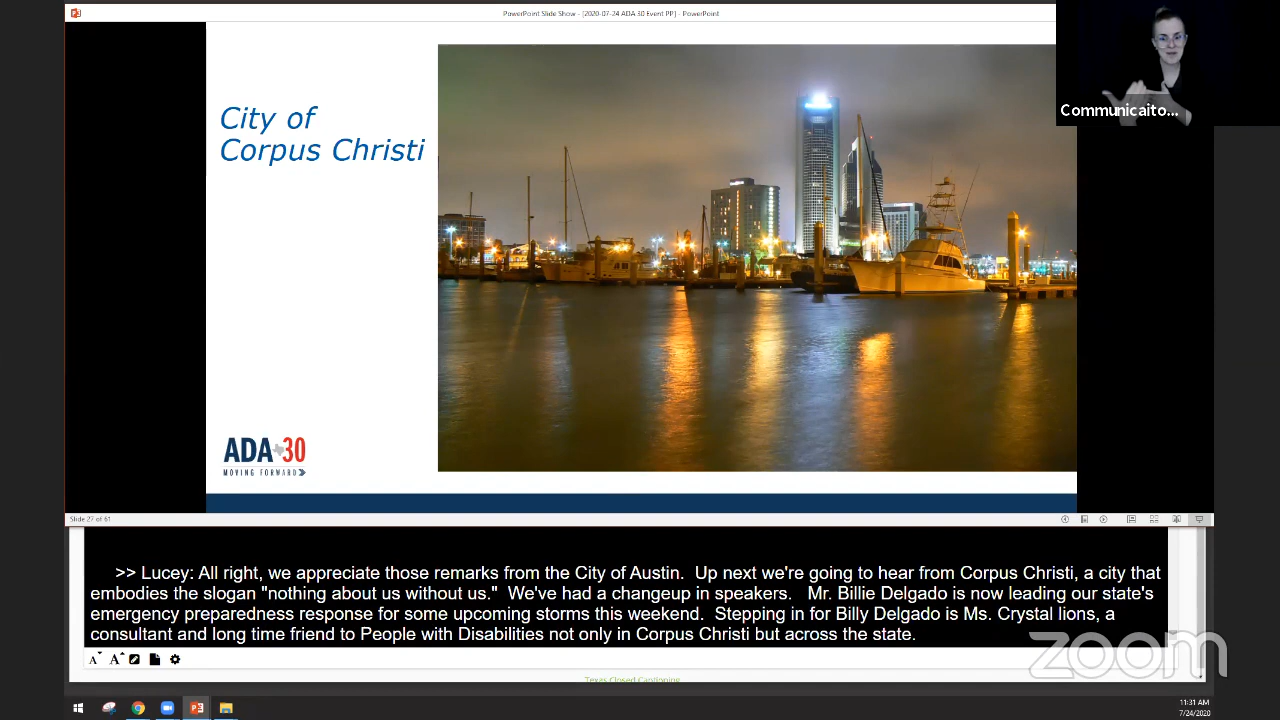 PowerPoint Slide Show - [2020-07-24 ADA 30 Event PP] - PowerPoint
Communicaito...
City of
Corpus Christi
ADA 30
MOVING FORWARD
Slide 27 of 61
>> Lucey: All right, we appreciate those remarks from the City of Austin.  Up next we're going to hear from Corpus Christi, a city that
embodies the slogan "nothing about us without us."  We've had a changeup in speakers.   Mr. Billie Delgado is now leading our state's
emergency preparedness response for some upcoming storms this weekend.  Stepping in for Billy Delgado is Ms. Crystal lions, a
consultant and long time friend to People with Disabilities not only in Corpus Christi but across the state.
zoom
A A
Texas Closed Captioning
11:31 AM
7/24/2020